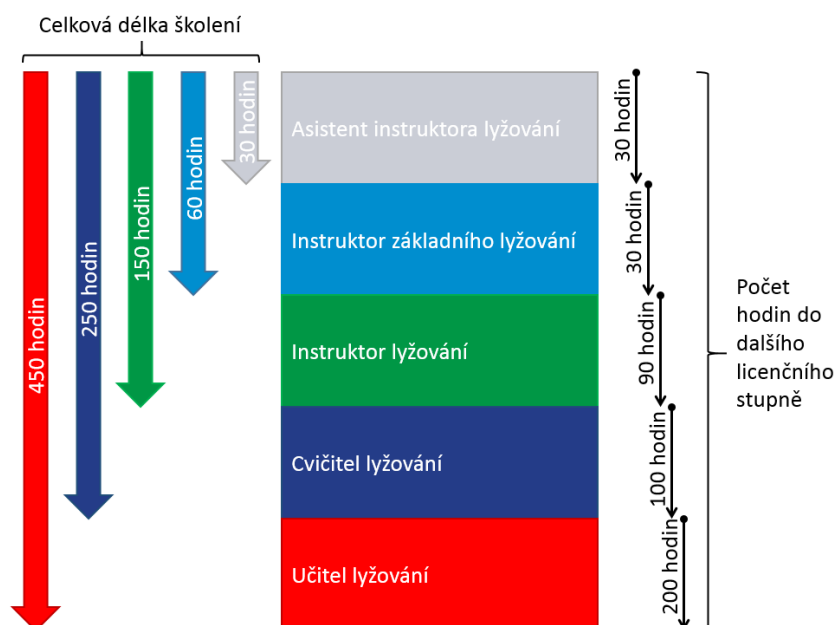 Celková délka školení
450 hodin
250 hodin
150 hodin
60 hodin
30 hodin
Asistent instruktora lyžování
Instruktor základního lyžování
Instruktor lyžování
Cvičitel lyžování
Učitel lyžování
30 hodin
30 hodin
90 hodin
100 hodin
200 hodin
Počet
hodin do
dalšího
licenčního
stupně